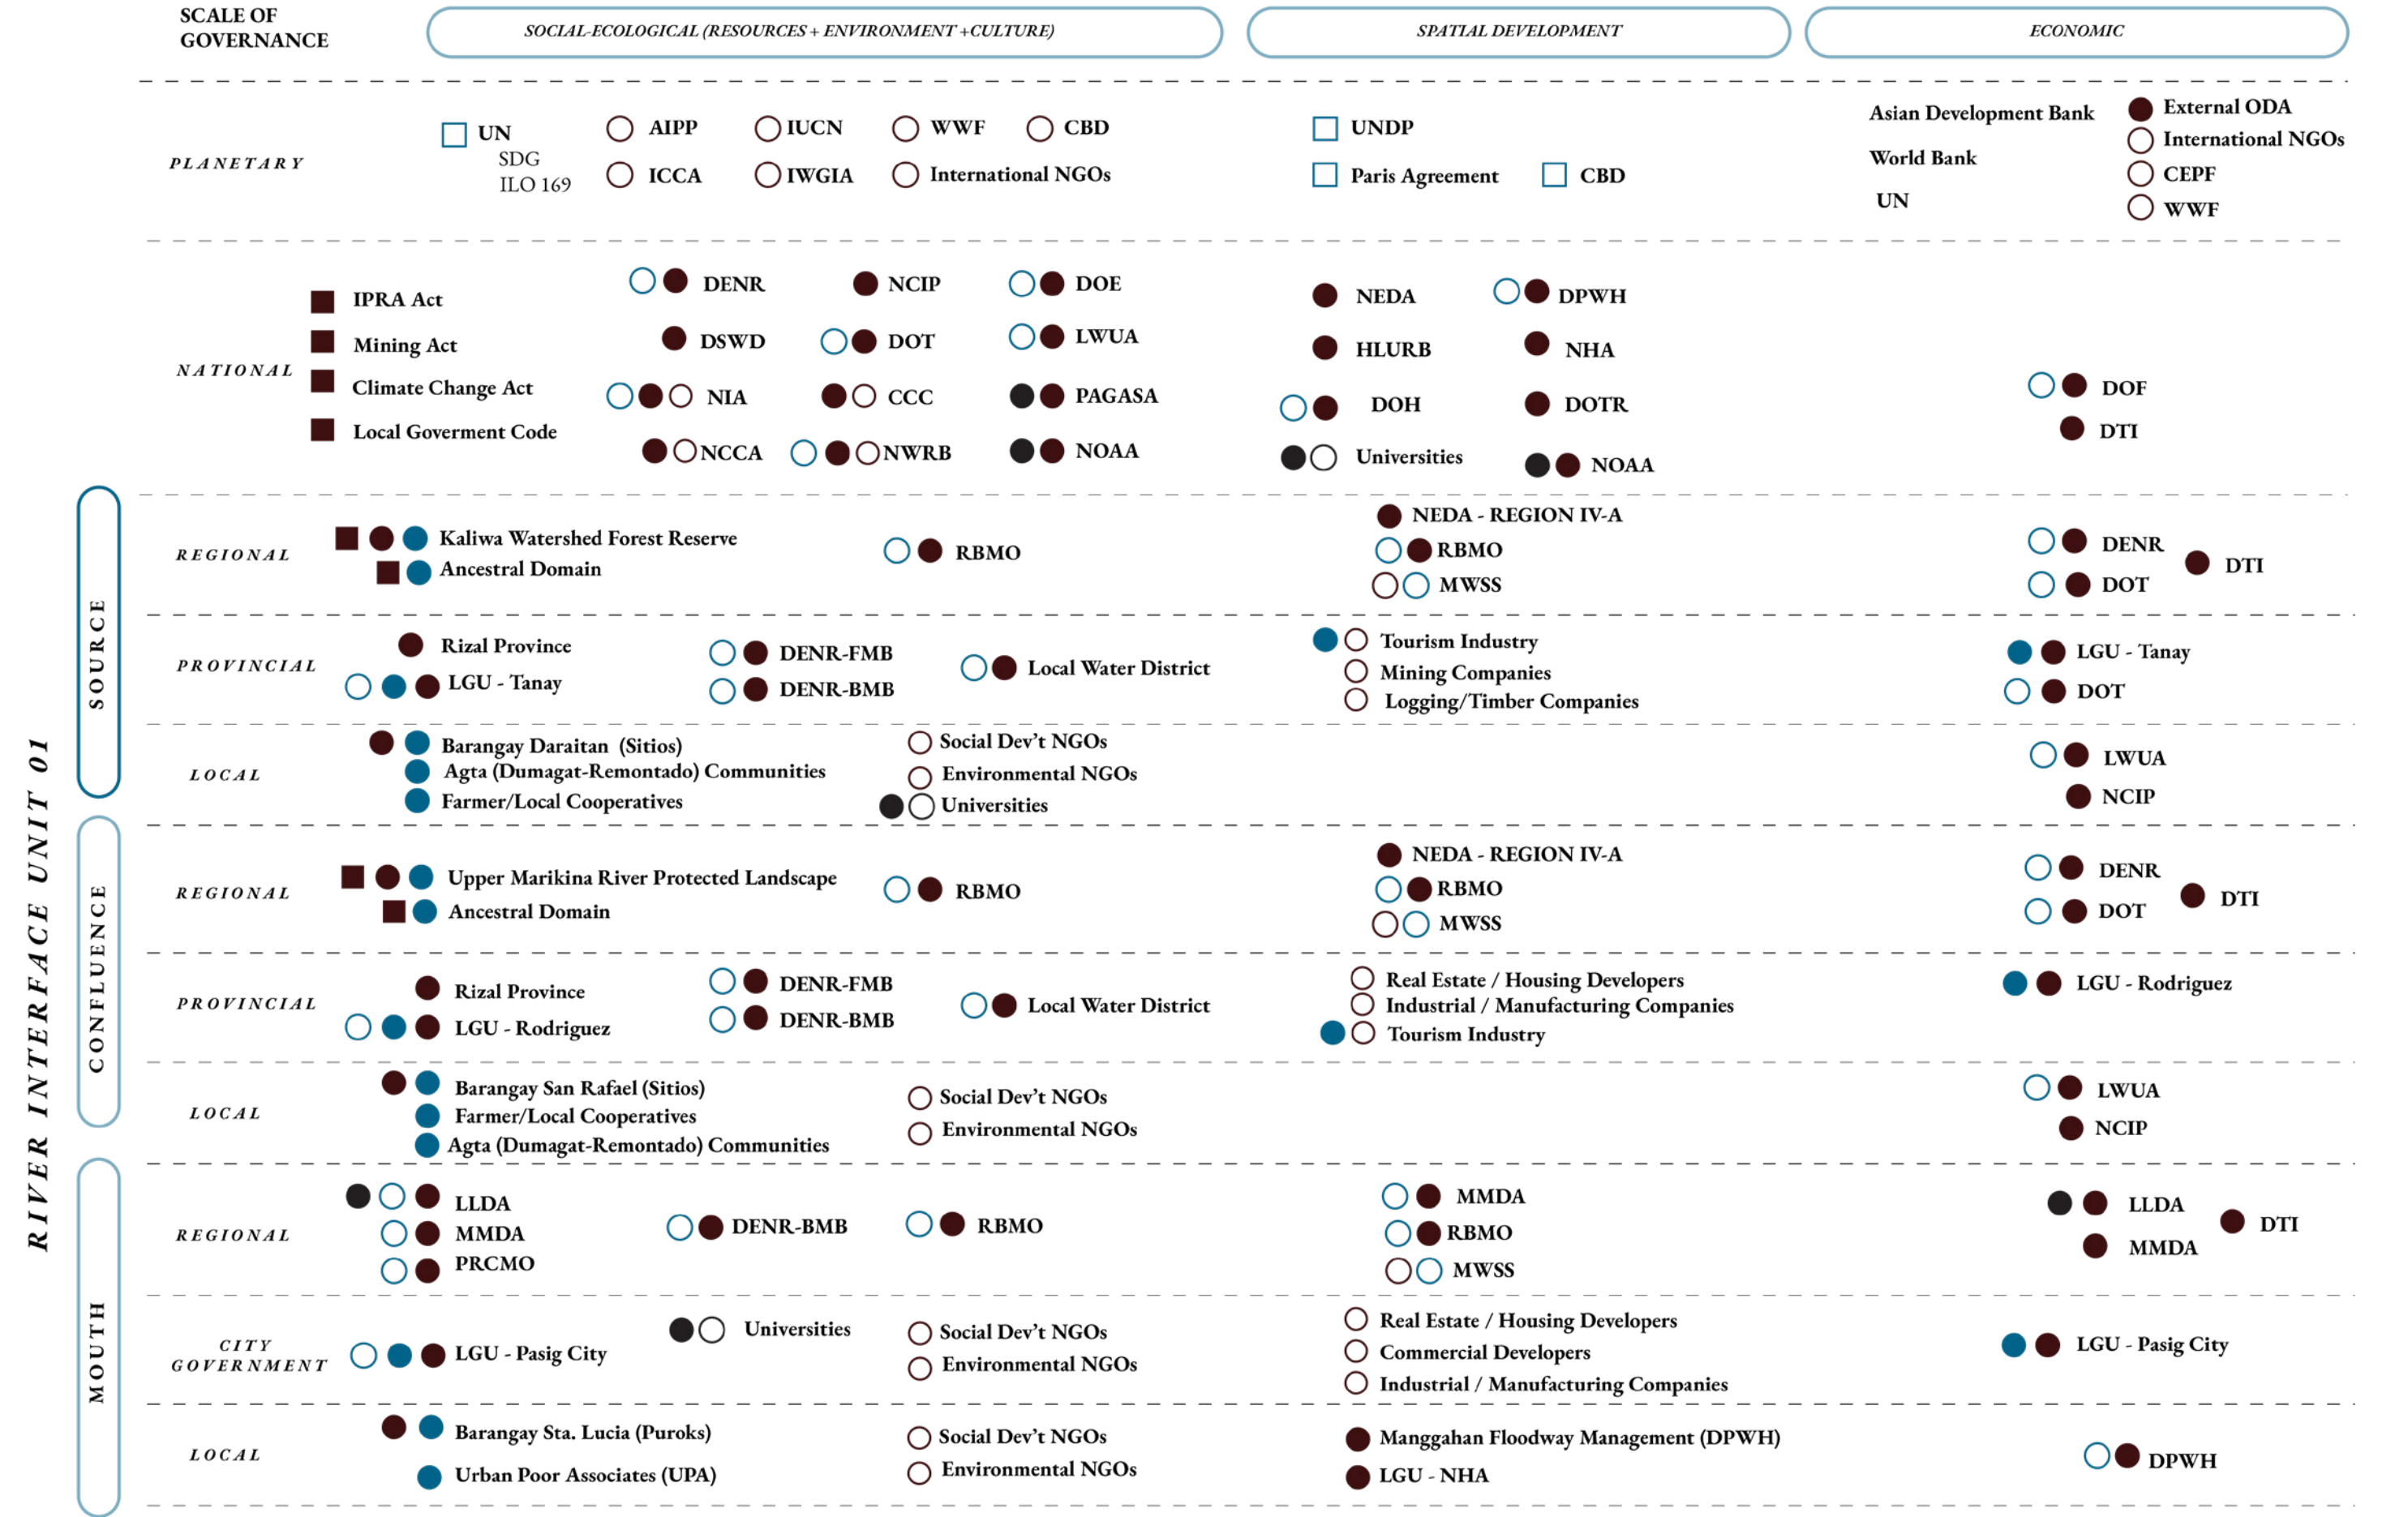 SCALE OF
GOVERNANCE
SOCIAL-ECOLOGICAL (RESOURCES + ENVIRONMENT +CULTURE)
SPATIAL DEVELOPMENT
ECONOMIC
PLANETARY
UN
SDG
ILO 169
AIPP
IUCN
WWF
CBD
ICCA
IWGIA
International NGOs
UNDP
Paris Agreement
CBD
Asian Development Bank
World Bank
UN
External ODA
International NGOs
CEPF
WWF
NATIONAL
IPRA Act
Mining Act
Climate Change Act
Local Goverment Code
DENR
NCIP
DOE
DSWD
DOT
LWUA
NIA
CCC
PAGASA
NCCA
NWRB
NOAA
NEDA
DPWH
HLURB
NHA
DOH
DOTR
Universities
NOAA
DOF
DTI
RIVER INTERFACE UNIT 01
SOURCE
REGIONAL
Kaliwa Watershed Forest Reserve
Ancestral Domain
RBMO
NEDA - REGION IV-A
RBMO
MWSS
DENR
DOT
DTI
PROVINCIAL
Rizal Province
LGU - Tanay
DENR-FMB
DENR-BMB
Local Water District
Tourism Industry
Mining Companies
Logging/Timber Companies
LGU - Tanay
DOT
LOCAL
Barangay Daraitan (Sitios)
Agta (Dumagat-Remontado) Communities
Farmer/Local Cooperatives
Social Dev't NGOs
Environmental NGOs
Universities
LWUA
NCIP
CONFLUENCE
REGIONAL
Upper Marikina River Protected Landscape
Ancestral Domain
RBMO
NEDA - REGION IV-A
RBMO
MWSS
DENR
DOT
DTI
PROVINCIAL
Rizal Province
LGU - Rodriguez
DENR-FMB
DENR-BMB
Local Water District
Real Estate / Housing Developers
Industrial / Manufacturing Companies
Tourism Industry
LGU - Rodriguez
LOCAL
Barangay San Rafael (Sitios)
Farmer/Local Cooperatives
Agta (Dumagat-Remontado) Communities
Social Dev't NGOs
Environmental NGOs
LWUA
NCIP
MOUTH
REGIONAL
LLDA
MMDA
PRCMO
DENR-BMB
RBMO
MMDA
RBMO
MWSS
LLDA
MMDA
DTI
CITY
GOVERNMENT
LGU - Pasig City
Universities
Social Dev't NGOs
Environmental NGOs
Real Estate / Housing Developers
Commercial Developers
Industrial / Manufacturing Companies
LGU - Pasig City
LOCAL
Barangay Sta. Lucia (Puroks)
Urban Poor Associates (UPA)
Social Dev't NGOs
Environmental NGOs
Manggahan Floodway Management (DPWH)
LGU - NHA
DPWH